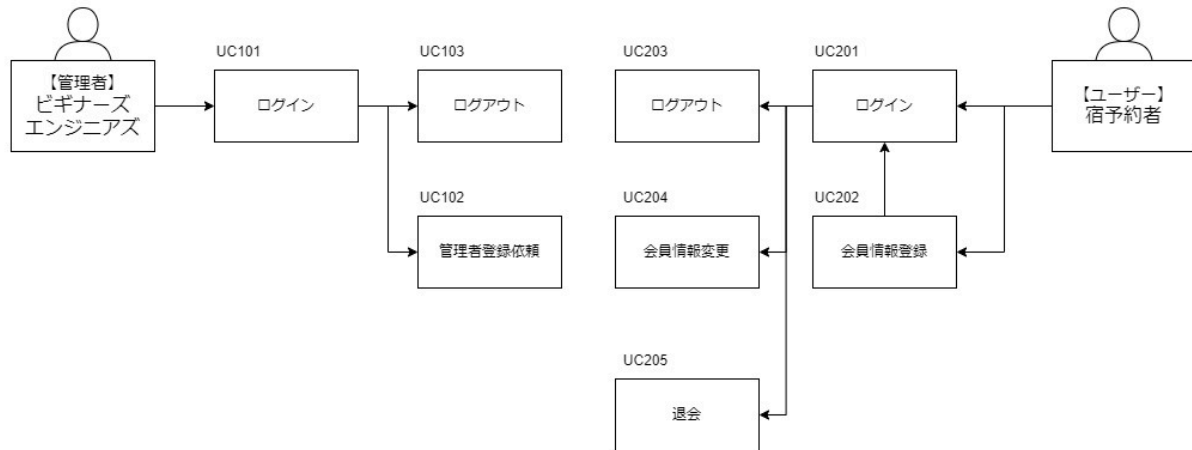 UC101
UC103
UC203
UC201
【管理者】
ビギナーズ
エンジニアズ
ログイン
ログアウト
ログアウト
ログイン
【ユーザー】
宿予約者
UC102
UC204
UC202
管理者登録依頼
会員情報変更
会員情報登録
UC205
退会